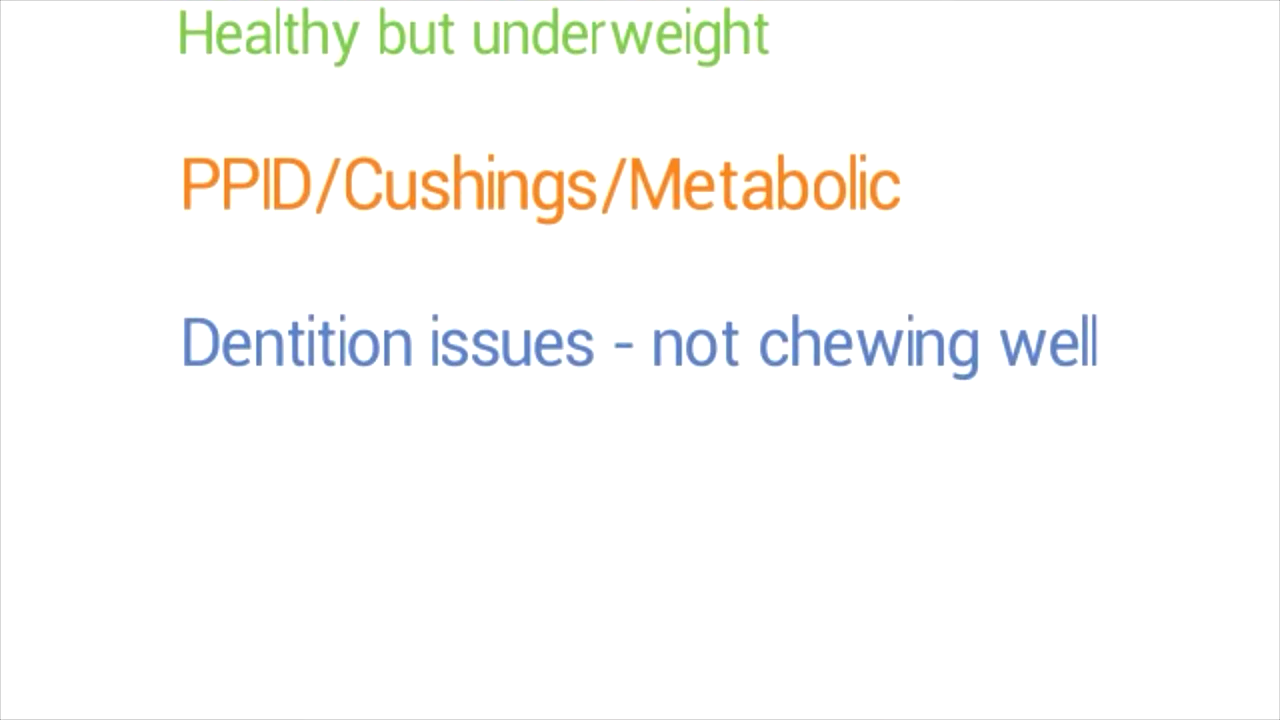 Healthy but underweight
PPID/Cushings/Metabolic
Dentition issues - not chewing well